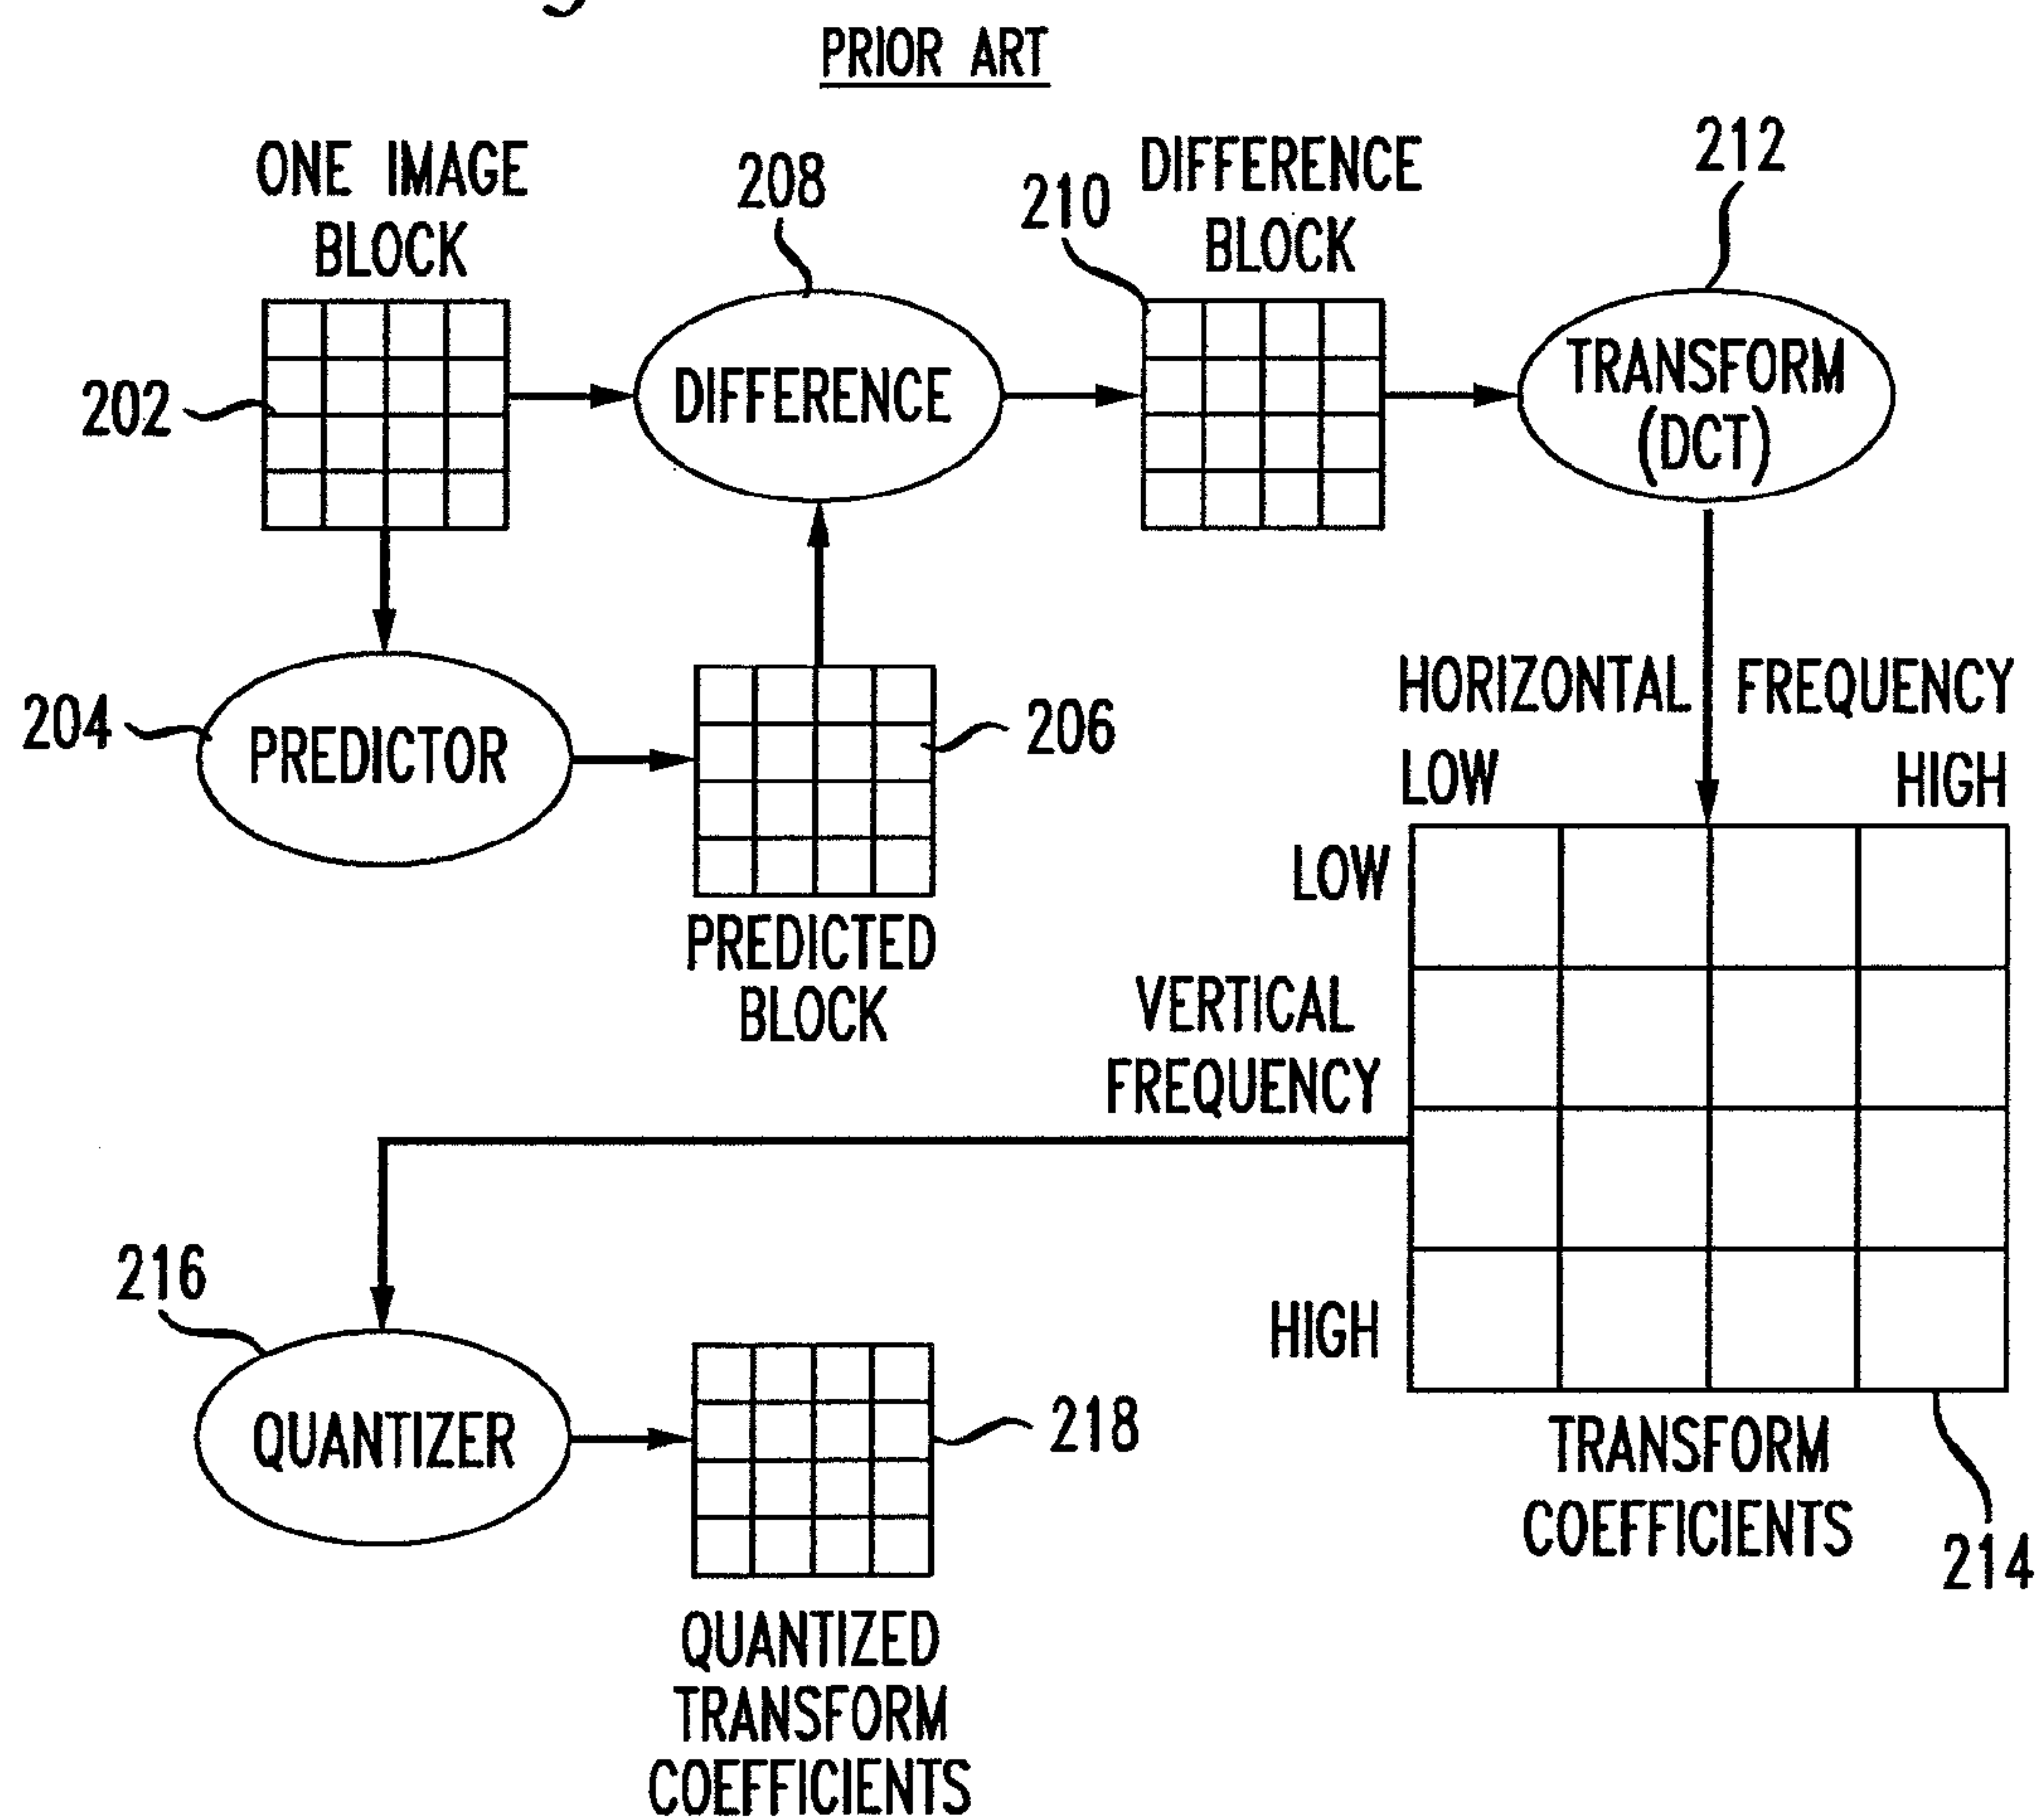 PRIOR ART
ONE IMAGE
BLOCK
208
210
DIFFERENCE
BLOCK
212
202
DIFFERENCE
TRANSFORM
(DCT)
204
PREDICTOR
206
PREDICTED
BLOCK
HORIZONTAL FREQUENCY
LOW
HIGH
LOW
VERTICAL
FREQUENCY
HIGH
TRANSFORM
COEFFICIENTS
214
216
QUANTIZER
218
QUANTIZED
TRANSFORM
COEFFICIENTS